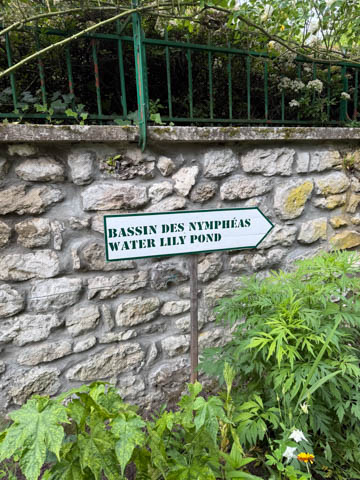 BASSIN DES NYMPHÉAS
WATER LILY POND